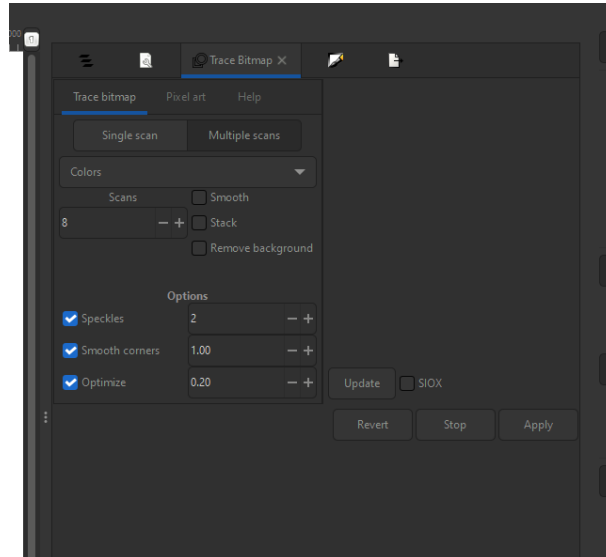 000
Trace Bitmap
Trace bitmap Pixel art Help
Single scan Multiple scans
Colors
Scans Smooth
8 Stack
Remove background
Options
Speckles 2
Smooth corners 1.00
Optimize 0.20
Update SIOX
Revert Stop Apply